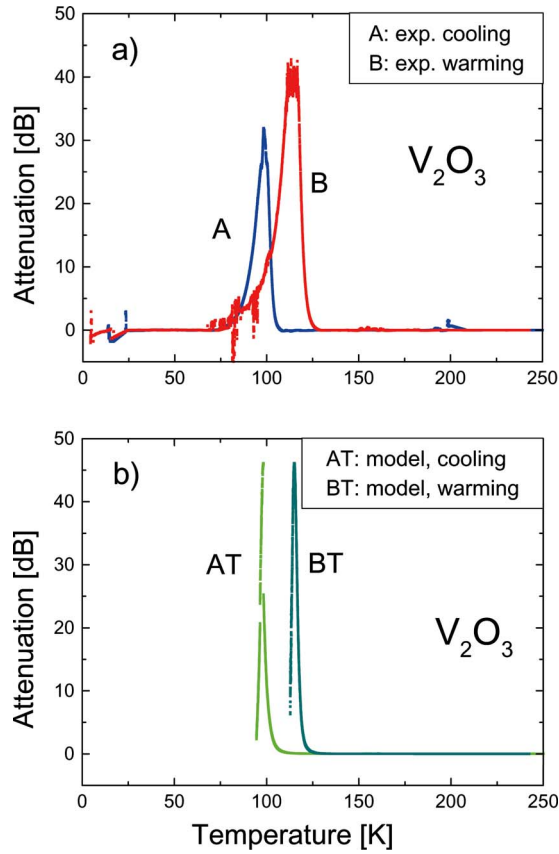 a)
A: exp. cooling
B: exp. warming
V₂O₃
A
B
Attenuation [dB]
50
40
30
20
10
0
0 50 100 150 200 250
b)
AT: model, cooling
BT: model, warming
AT
BT
V₂O₃
Attenuation [dB]
50
40
30
20
10
0
0 50 100 150 200 250
Temperature [K]